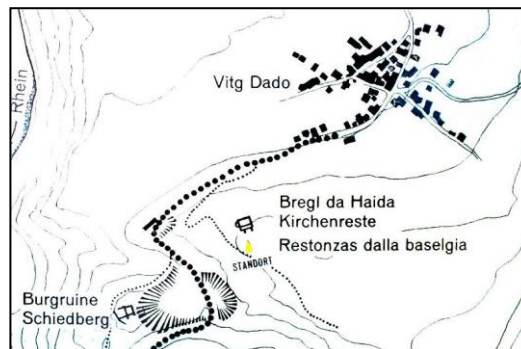 Vitg Dado
Rhein
Bregl da Haida
Kirchenreste
Restonzas dalla baselgia
STANDORT
Burgruine
Schiedberg